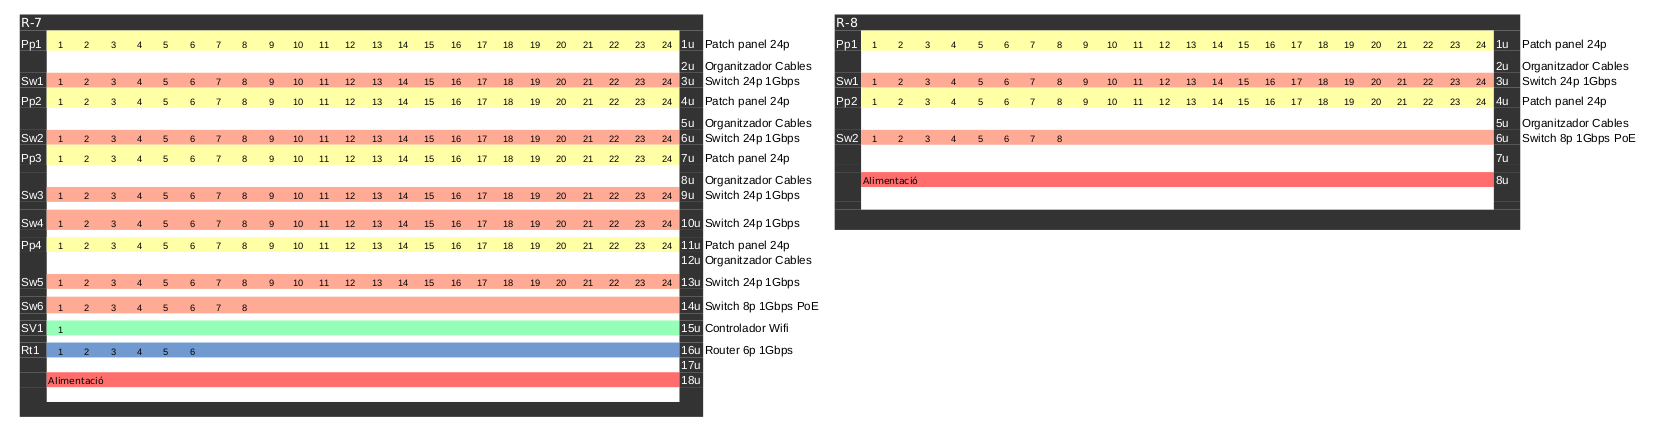 R-7
Pp1 1 2 3 4 5 6 7 8 9 10 11 12 13 14 15 16 17 18 19 20 21 22 23 24 1u Patch panel 24p
2u Organitzador Cables
Sw1 1 2 3 4 5 6 7 8 9 10 11 12 13 14 15 16 17 18 19 20 21 22 23 24 3u Switch 24p 1Gbps
Pp2 1 2 3 4 5 6 7 8 9 10 11 12 13 14 15 16 17 18 19 20 21 22 23 24 4u Patch panel 24p
5u Organitzador Cables
Sw2 1 2 3 4 5 6 7 8 9 10 11 12 13 14 15 16 17 18 19 20 21 22 23 24 6u Switch 24p 1Gbps
Pp3 1 2 3 4 5 6 7 8 9 10 11 12 13 14 15 16 17 18 19 20 21 22 23 24 7u Patch panel 24p
8u Organitzador Cables
Sw3 1 2 3 4 5 6 7 8 9 10 11 12 13 14 15 16 17 18 19 20 21 22 23 24 9u Switch 24p 1Gbps
Sw4 1 2 3 4 5 6 7 8 9 10 11 12 13 14 15 16 17 18 19 20 21 22 23 24 10u Switch 24p 1Gbps
Pp4 1 2 3 4 5 6 7 8 9 10 11 12 13 14 15 16 17 18 19 20 21 22 23 24 11u Patch panel 24p
12u Organitzador Cables
Sw5 1 2 3 4 5 6 7 8 9 10 11 12 13 14 15 16 17 18 19 20 21 22 23 24 13u Switch 24p 1Gbps
Sw6 1 2 3 4 5 6 7 8 14u Switch 8p 1Gbps PoE
SV1 1 15u Controlador Wifi
Rt1 1 2 3 4 5 6 16u Router 6p 1Gbps
17u
Alimentació 18u
R-8
Pp1 1 2 3 4 5 6 7 8 9 10 11 12 13 14 15 16 17 18 19 20 21 22 23 24 1u Patch panel 24p
2u Organitzador Cables
Sw1 1 2 3 4 5 6 7 8 9 10 11 12 13 14 15 16 17 18 19 20 21 22 23 24 3u Switch 24p 1Gbps
Pp2 1 2 3 4 5 6 7 8 9 10 11 12 13 14 15 16 17 18 19 20 21 22 23 24 4u Patch panel 24p
5u Organitzador Cables
Sw2 1 2 3 4 5 6 7 8 6u Switch 8p 1Gbps PoE
7u
Alimentació 8u